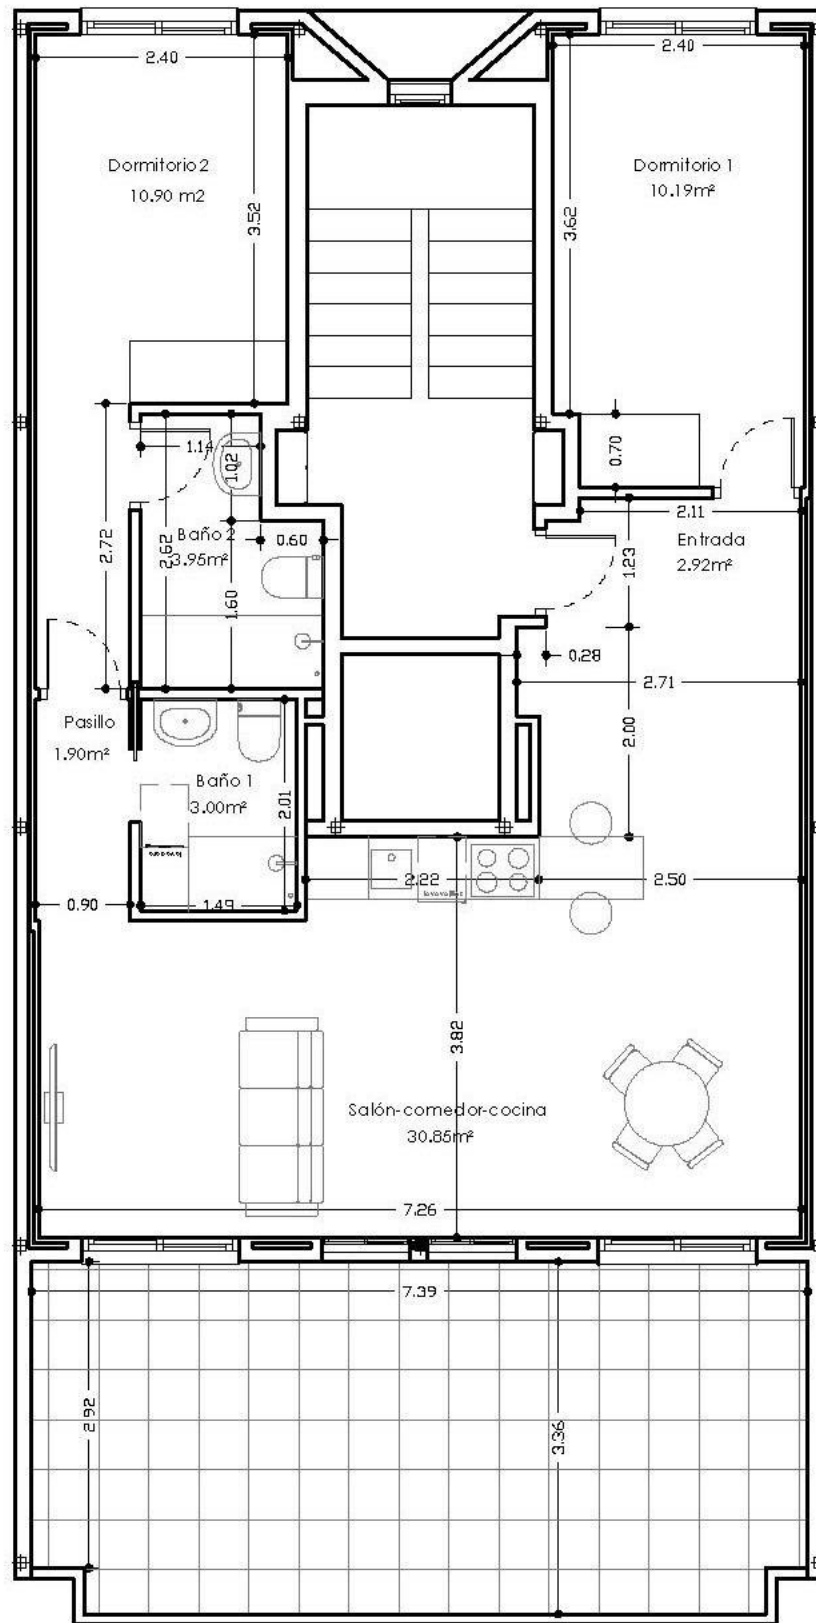 2.40
2.40
Dormitorio 2
10.90 m2
Dormitorio 1
10.19m²
3.52
3.62
0.70
1.14
1.02
2.11
Baño 2
3.95m²
2.62
0.60
1.60
2.72
Entrada
2.92m²
1.23
0.28
2.71
2.00
Pasillo
1.90m²
Baño 1
3.00m²
2.01
2.22
2.50
0.90
1.49
3.82
Salón-comedor-cocina
30.85m²
7.26
7.39
2.92
3.36